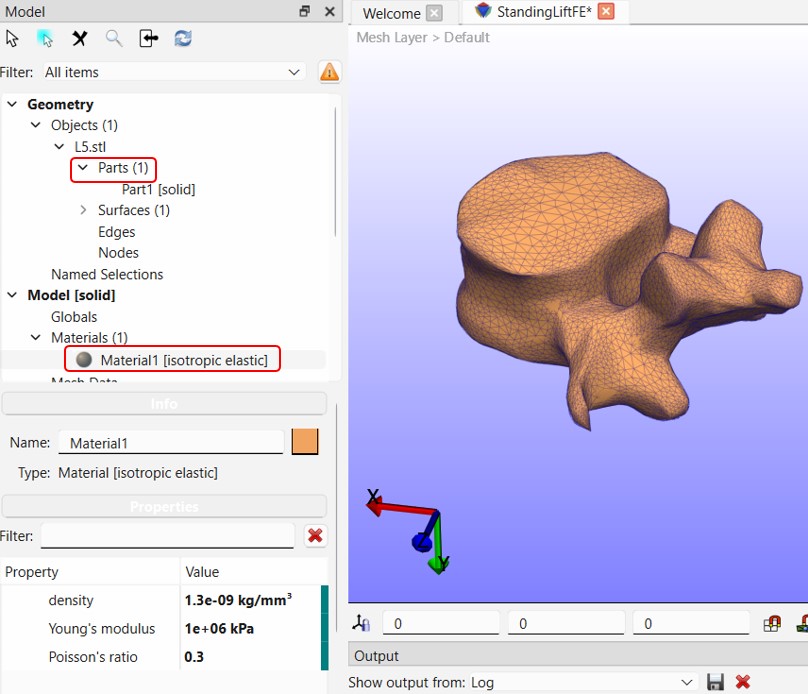 Model
Welcome
StandingLiftFE*
Mesh Layer > Default
Filter: All items
Geometry
Objects (1)
L5.stl
Parts (1)
Part1 [solid]
Surfaces (1)
Edges
Nodes
Named Selections
Model [solid]
Globals
Materials (1)
Material1 [isotropic elastic]
Mesh Data
Info
Name: Material1
Type: Material [isotropic elastic]
Properties
Filter:
Property Value
density 1.3e-09 kg/mm³
Young's modulus 1e+06 kPa
Poisson's ratio 0.3
X
Z
Y
0 0 0
Output
Show output from: Log